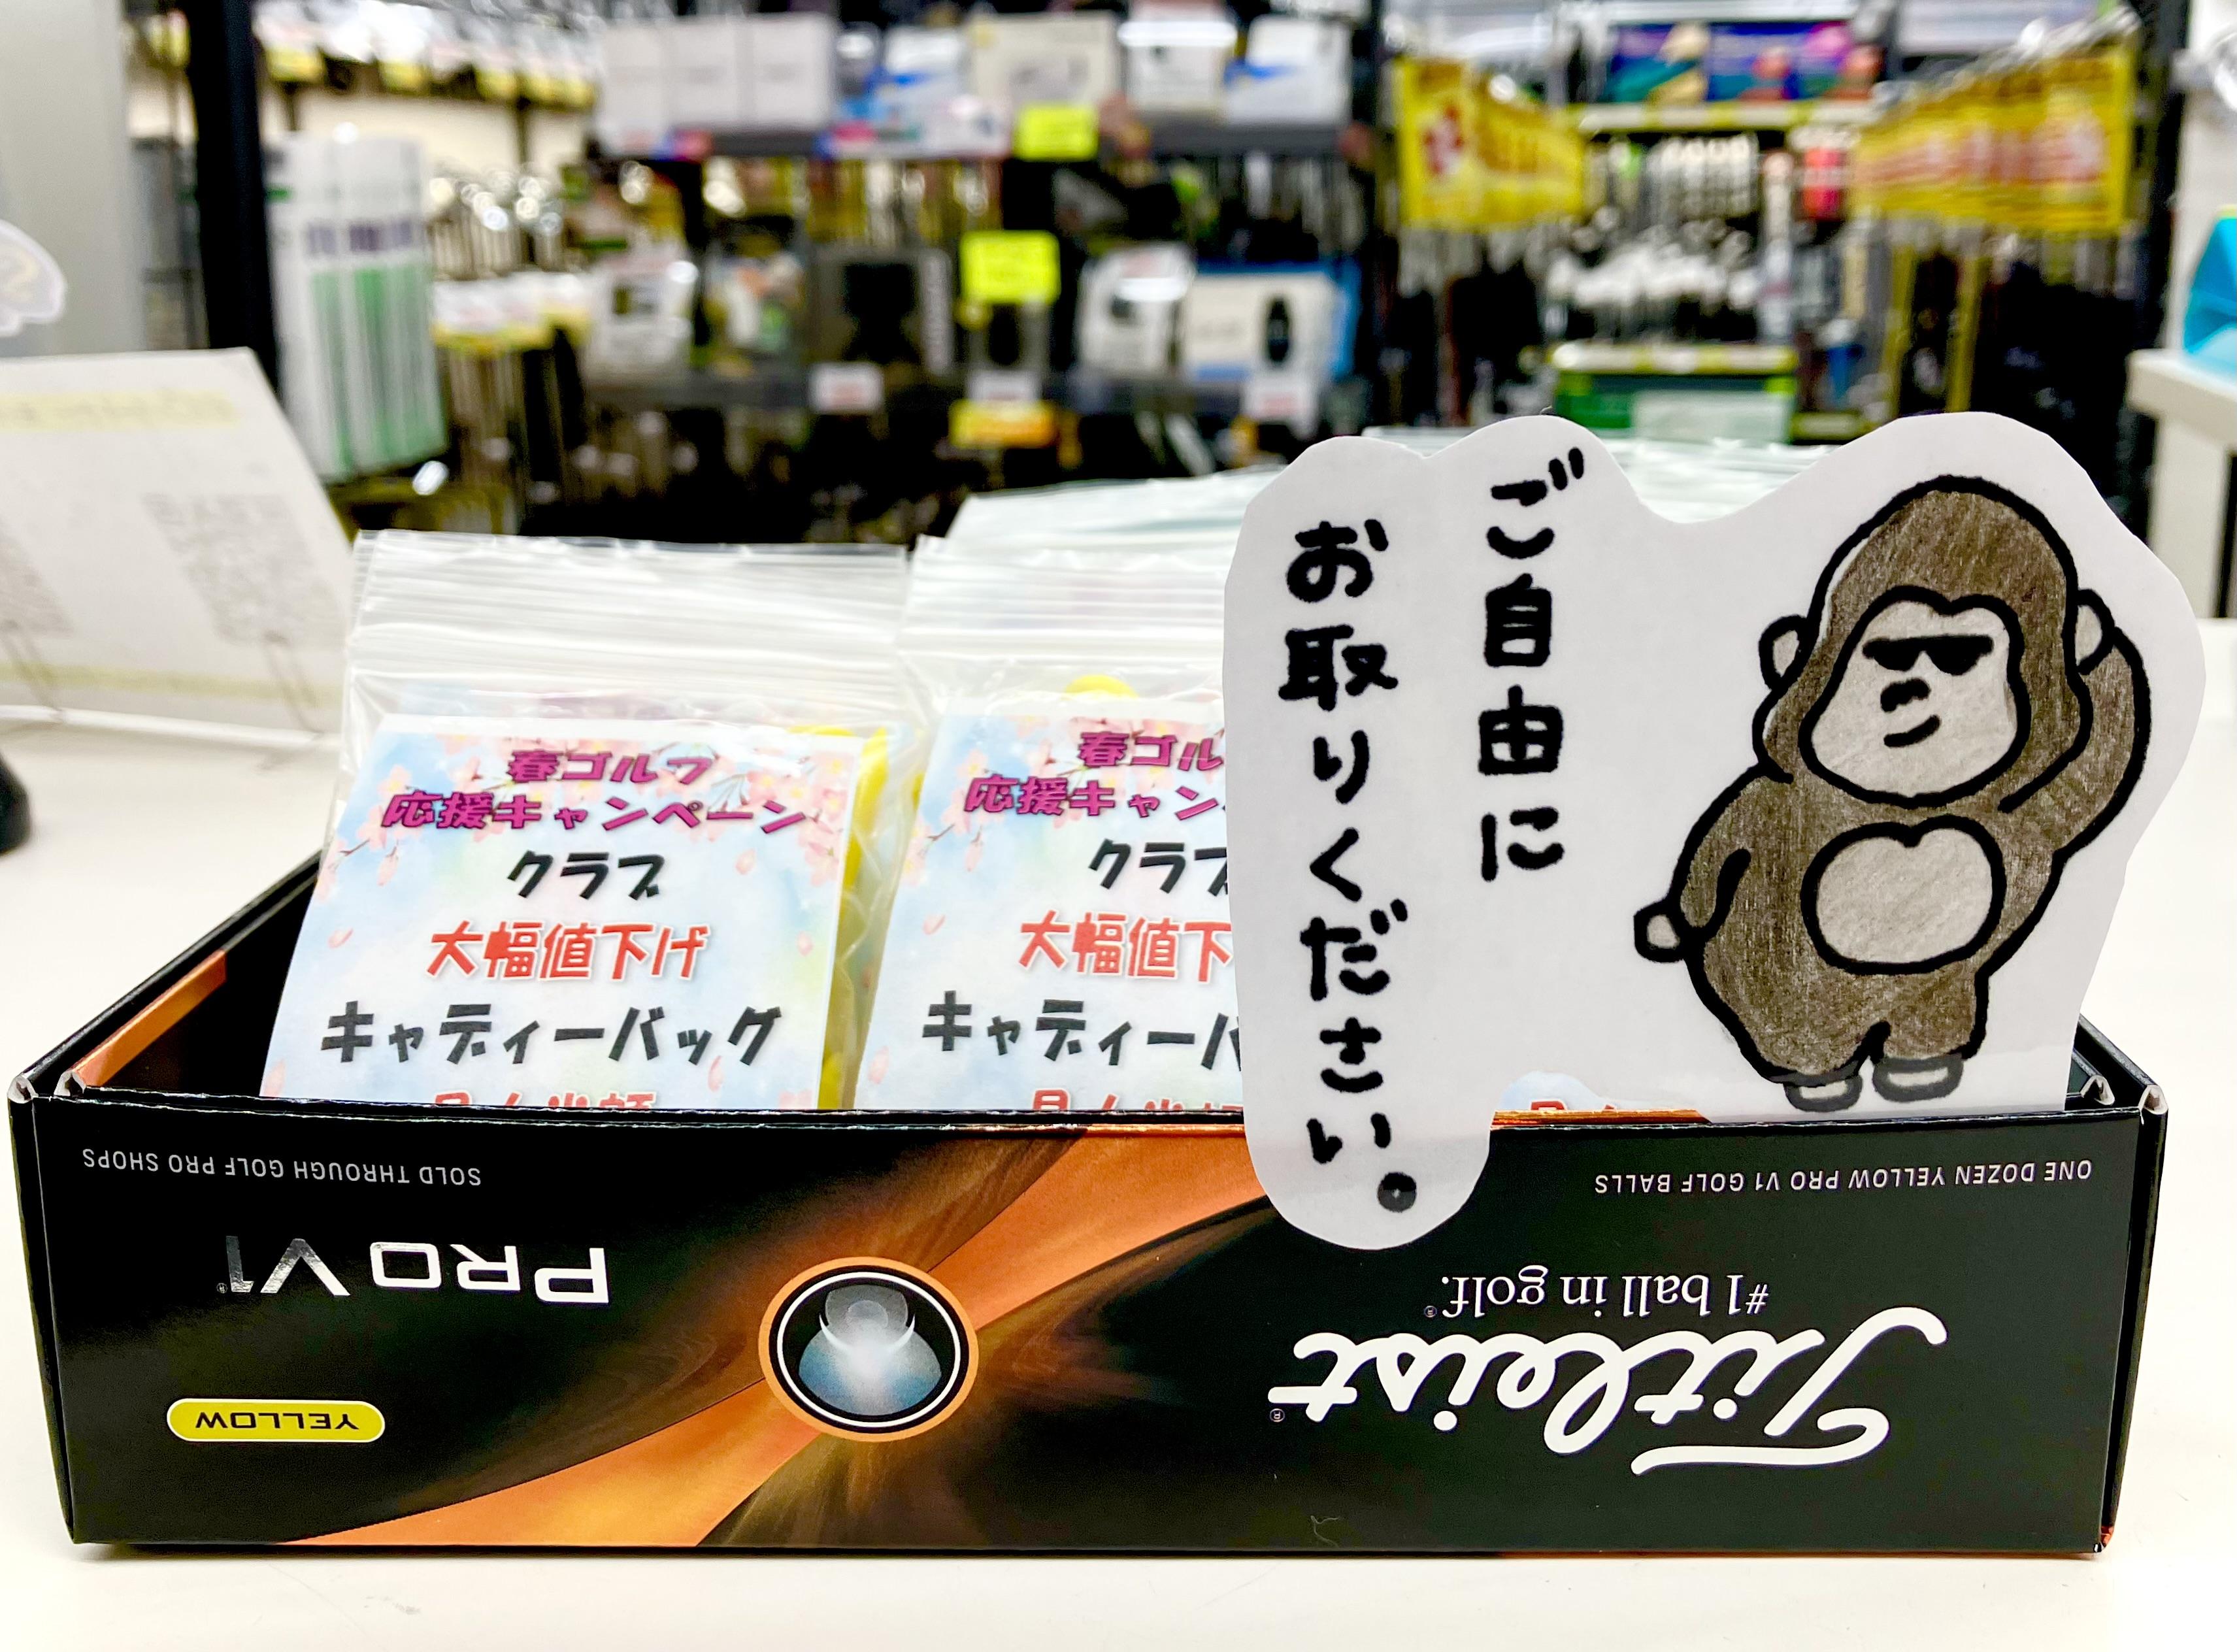 ご自由に
お取りください。
春ゴルフ
応援キャンペーン
クラブ
大幅値下げ
キャディーバッグ
春ゴル
応援キャン
クラブ
大幅値下
キャディー
SOLD THROUGH GOLF PRO SHOPS
PRO V1
YELLOW
ONE DOZEN YELLOW PRO V1 GOLF BALLS
#1 ball in golf.®
Titleist®